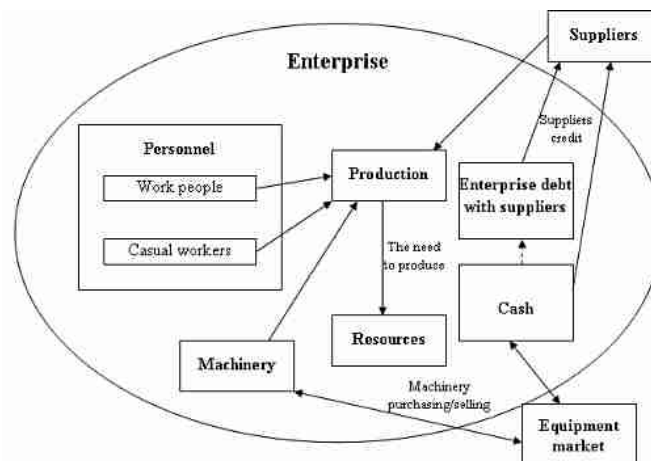 Suppliers
Enterprise
Suppliers
credit
Personnel
Work people
Casual workers
Production
Enterprise debt
with suppliers
The need
to produce
Cash
Machinery
Resources
Machinery
purchasing/selling
Equipment
market